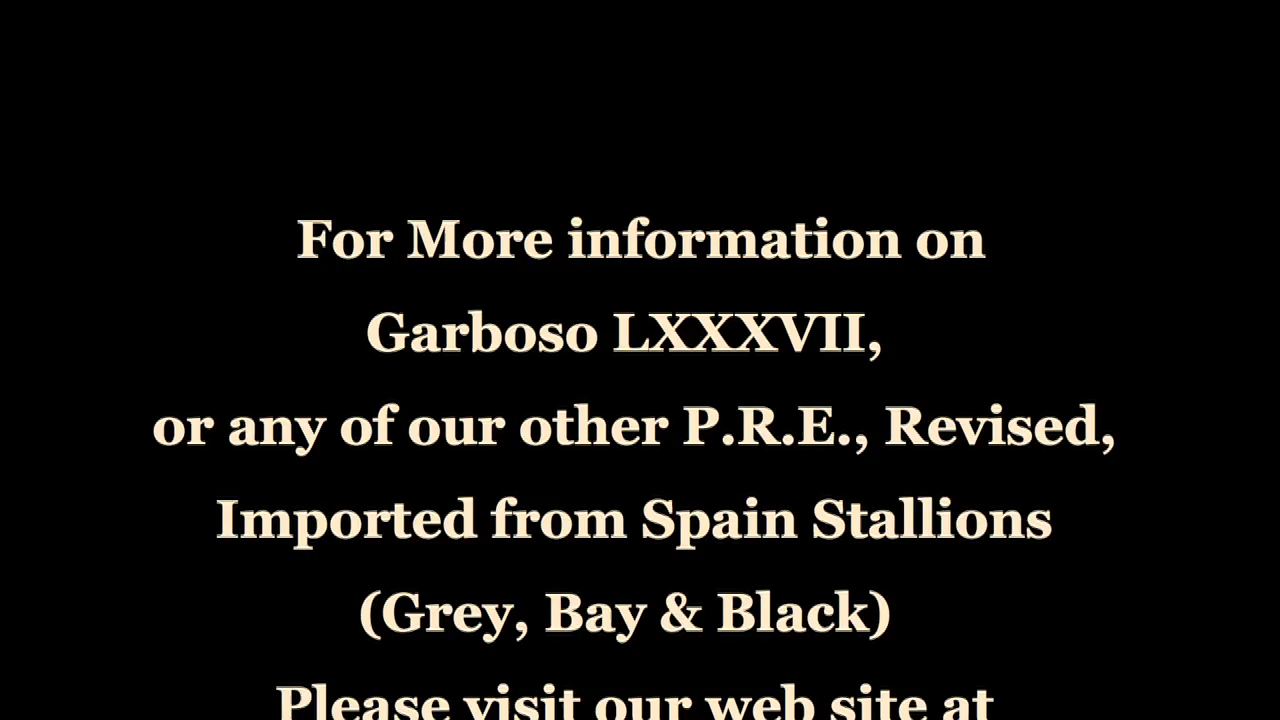 For More information on
Garboso LXXXVII,
or any of our other P.R.E., Revised,
Imported from Spain Stallions
(Grey, Bay & Black)
Please visit our web site at